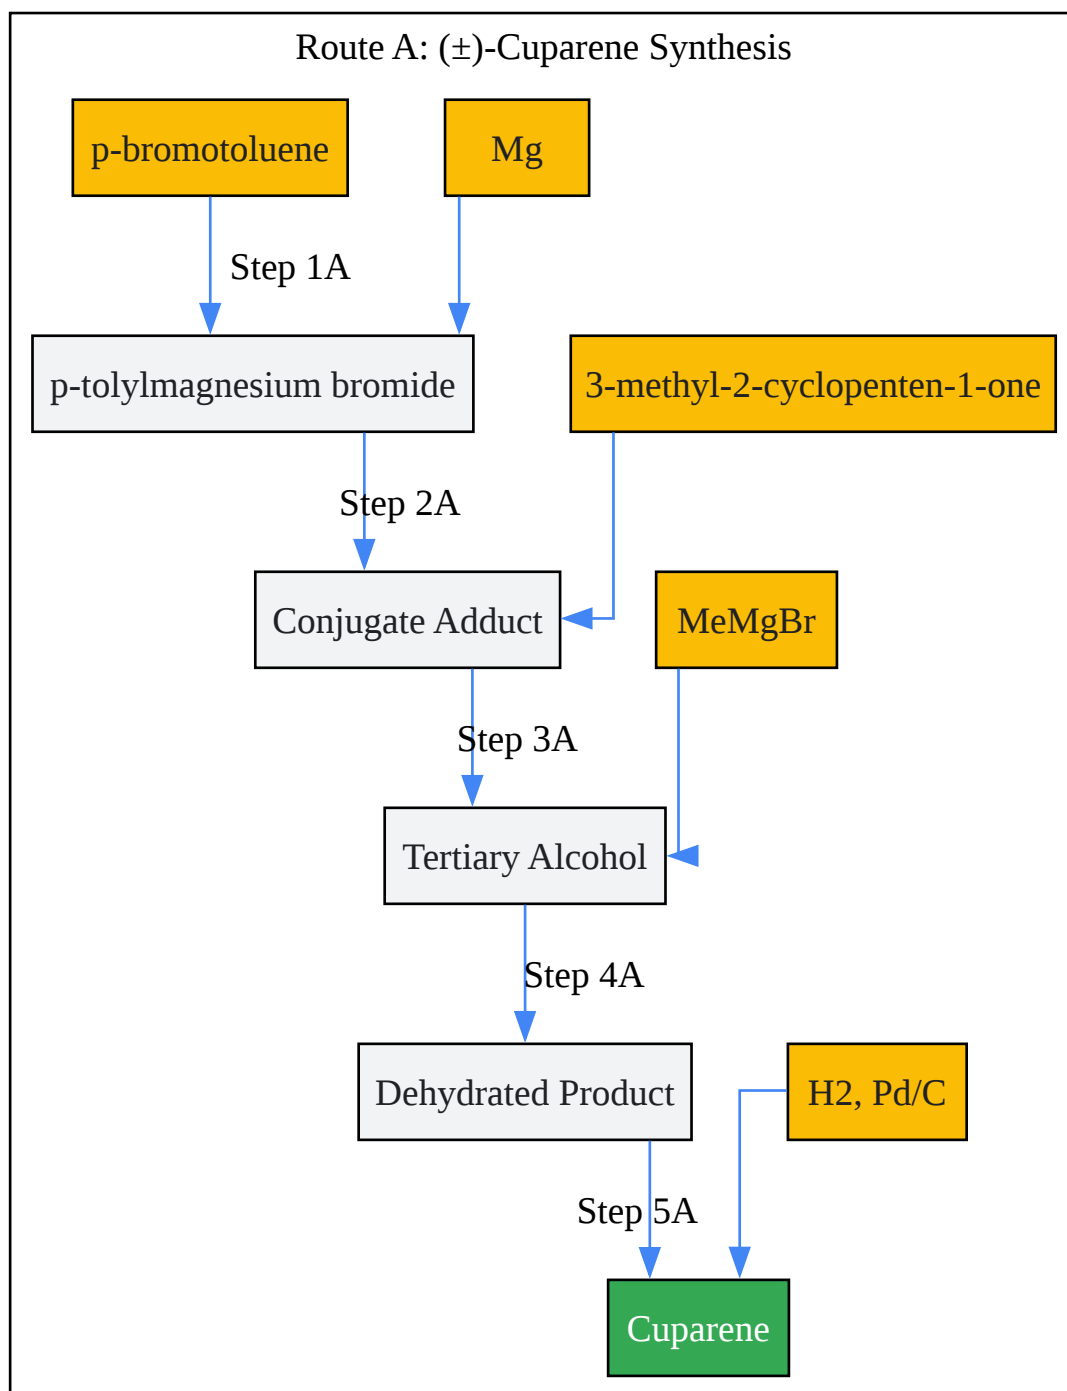 Route A: (±)-Cuparene Synthesis
p-bromotoluene
Mg
Step 1A
p-tolylmagnesium bromide
3-methyl-2-cyclopenten-1-one
Step 2A
Conjugate Adduct
MeMgBr
Step 3A
Tertiary Alcohol
Step 4A
Dehydrated Product
H2, Pd/C
Step 5A
Cuparene